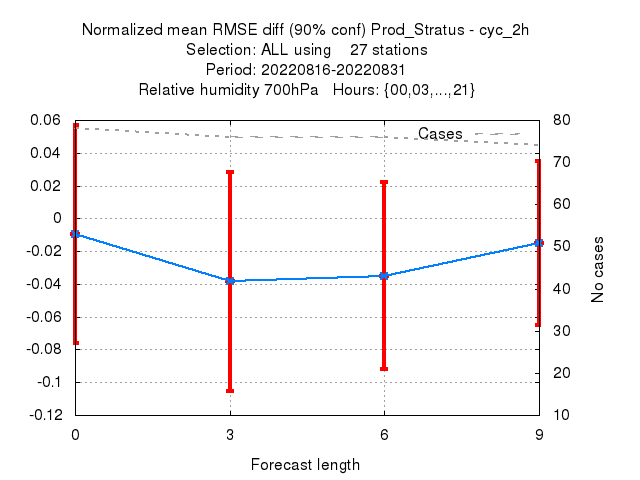 Normalized mean RMSE diff (90% conf) Prod_Stratus - cyc_2h
Selection: ALL using    27 stations
Period: 20220816-20220831
Relative humidity 700hPa   Hours: {00,03,...,21}
0.06
0.04
0.02
0
-0.02
-0.04
-0.06
-0.08
-0.1
-0.12
Cases
80
70
60
50
40
30
20
10
No cases
0 3 6 9
Forecast length